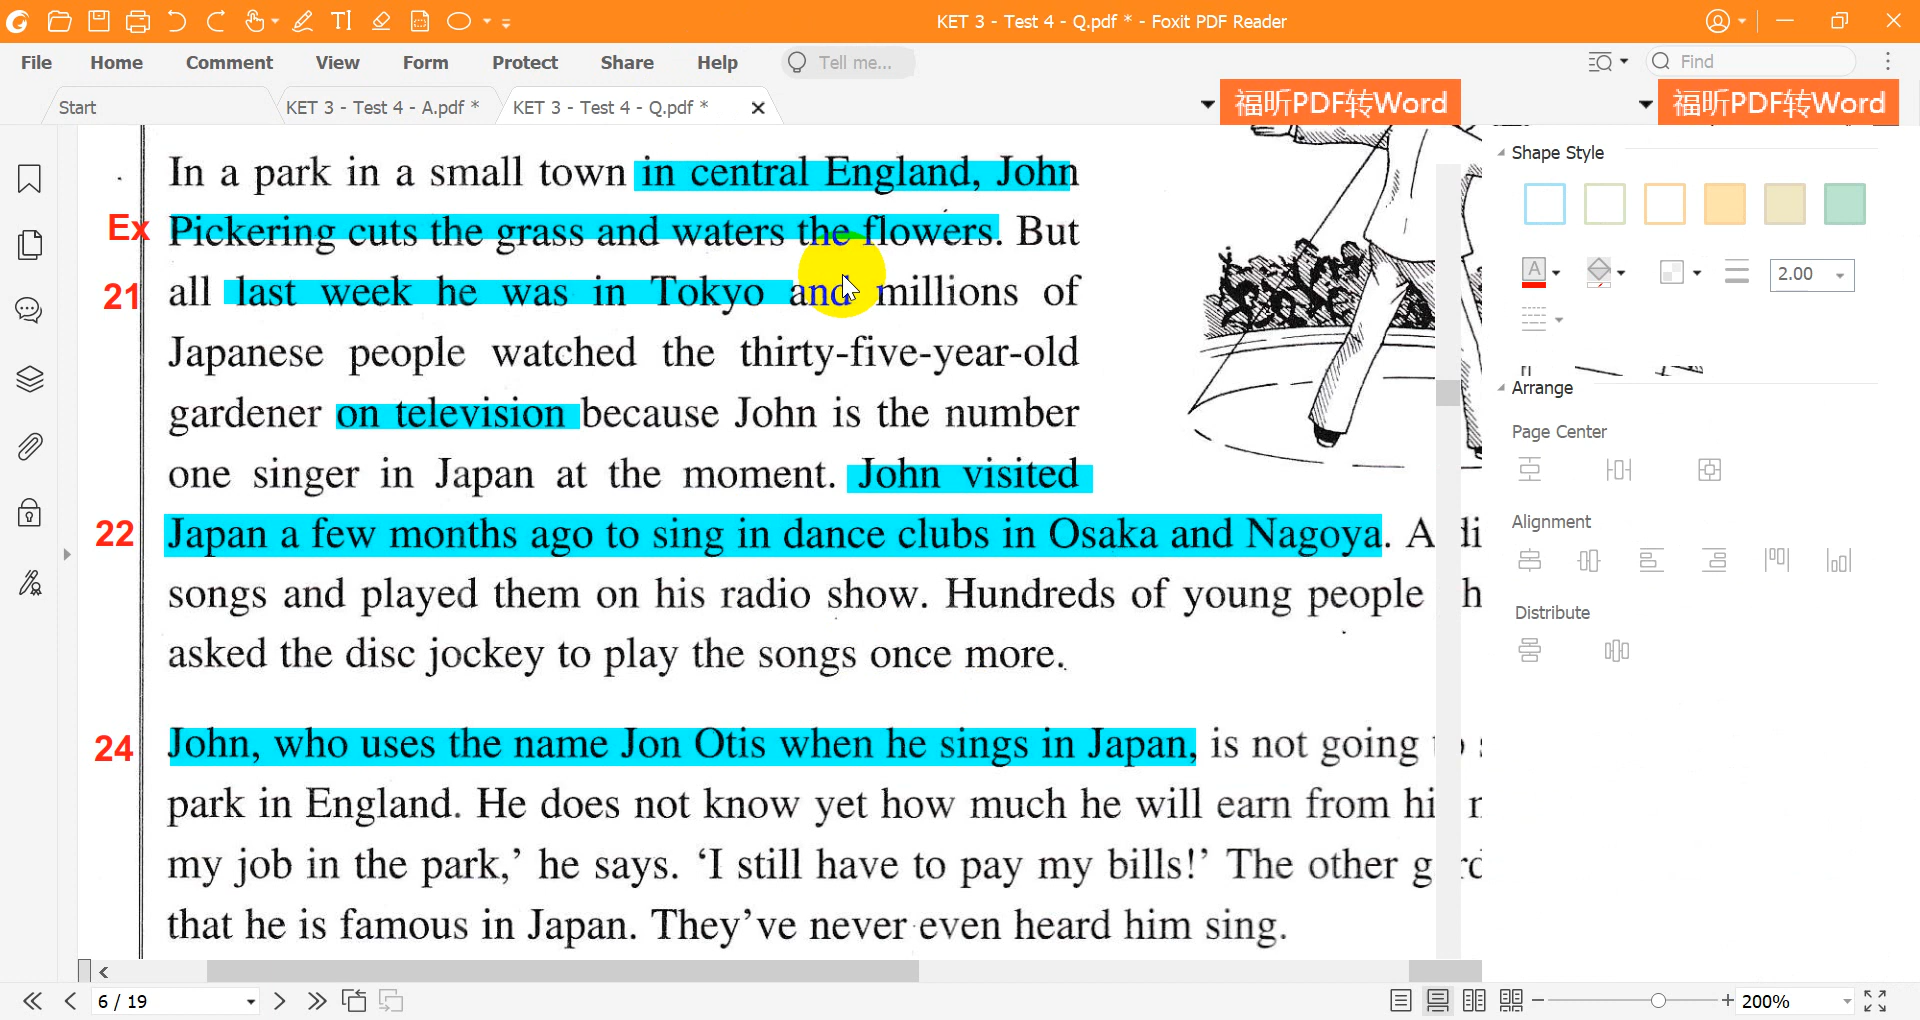 KET 3 - Test 4 - Q.pdf * - Foxit PDF Reader
File Home Comment View Form Protect Share Help Tell me... Find
Start KET 3 - Test 4 - A.pdf * KET 3 - Test 4 - Q.pdf * 福昕PDF转Word 福昕PDF转Word
In a park in a small town in central England, John
Ex Pickering cuts the grass and waters the flowers. But
21 all last week he was in Tokyo and millions of
Japanese people watched the thirty-five-year-old
gardener on television because John is the number
one singer in Japan at the moment. John visited
22 Japan a few months ago to sing in dance clubs in Osaka and Nagoya. A di
songs and played them on his radio show. Hundreds of young people h
asked the disc jockey to play the songs once more.
24 John, who uses the name Jon Otis when he sings in Japan, is not going
park in England. He does not know yet how much he will earn from hi
my job in the park,’ he says. ‘I still have to pay my bills!’ The other g rd
that he is famous in Japan. They’ve never even heard him sing.
Shape Style
2.00
Arrange
Page Center
Alignment
Distribute
6 / 19
200%